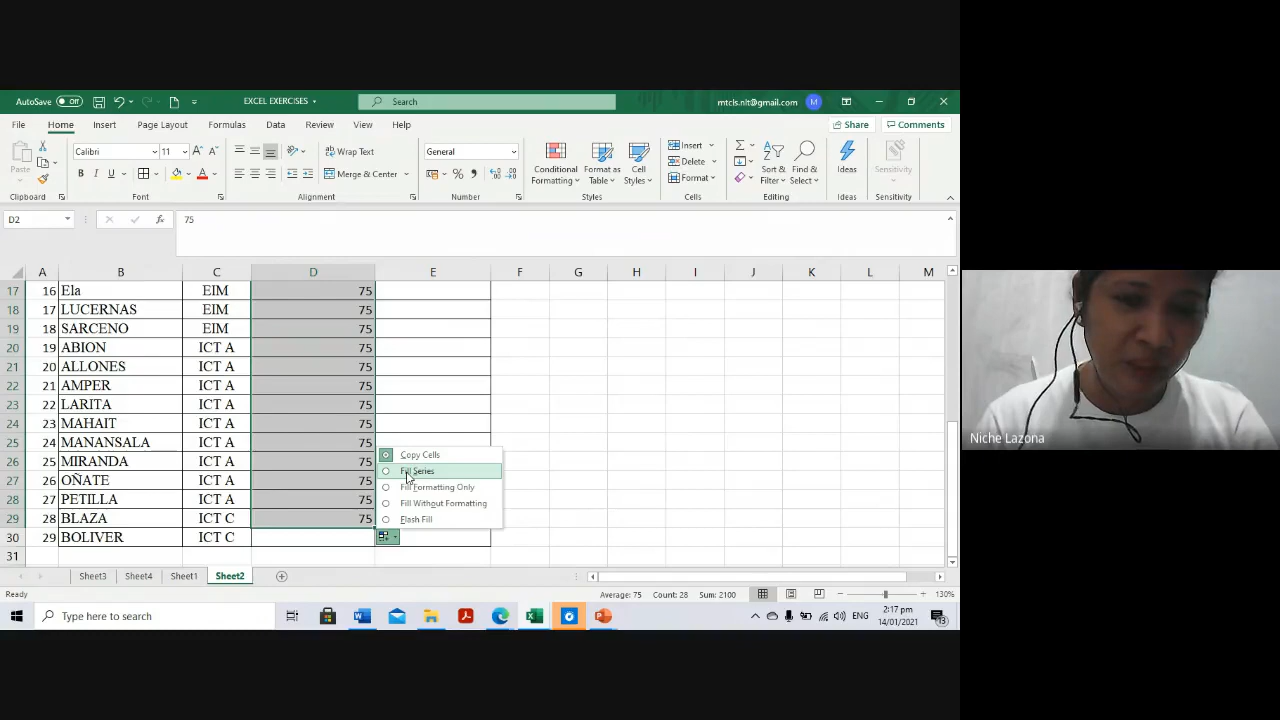 AutoSave Off EXCEL EXERCISES Search mtcls.nlt@gmail.com M
File Home Insert Page Layout Formulas Data Review View Help Share Comments
Paste Calibri 11 A A Wrap Text General Conditional Formatting Format as Table Cell Styles Insert Sort & Filter Find & Select Ideas Sensitivity
B I U A Merge & Center % Delete Format
Clipboard Font Alignment Number Styles Cells Editing Ideas Sensitivity
D2 fx 75
A B C D E F G H I J K L M
17 16 Ela EIM 75
18 17 LUCERNAS EIM 75
19 18 SARCENO EIM 75
20 19 ABION ICT A 75
21 20 ALLONES ICT A 75
22 21 AMPER ICT A 75
23 22 LARITA ICT A 75
24 23 MAHAIT ICT A 75
25 24 MANANSALA ICT A 75
26 25 MIRANDA ICT A 75
27 26 OÑATE ICT A 75
28 27 PETILLA ICT A 75
29 28 BLAZA ICT C 75
30 29 BOLIVER ICT C
31
Copy Cells
Fill Series
Fill Formatting Only
Fill Without Formatting
Flash Fill
Sheet3 Sheet4 Sheet1 Sheet2
Ready Average: 75 Count: 28 Sum: 2100 130%
Type here to search ENG 2:17 pm
14/01/2021
Niche Lazona